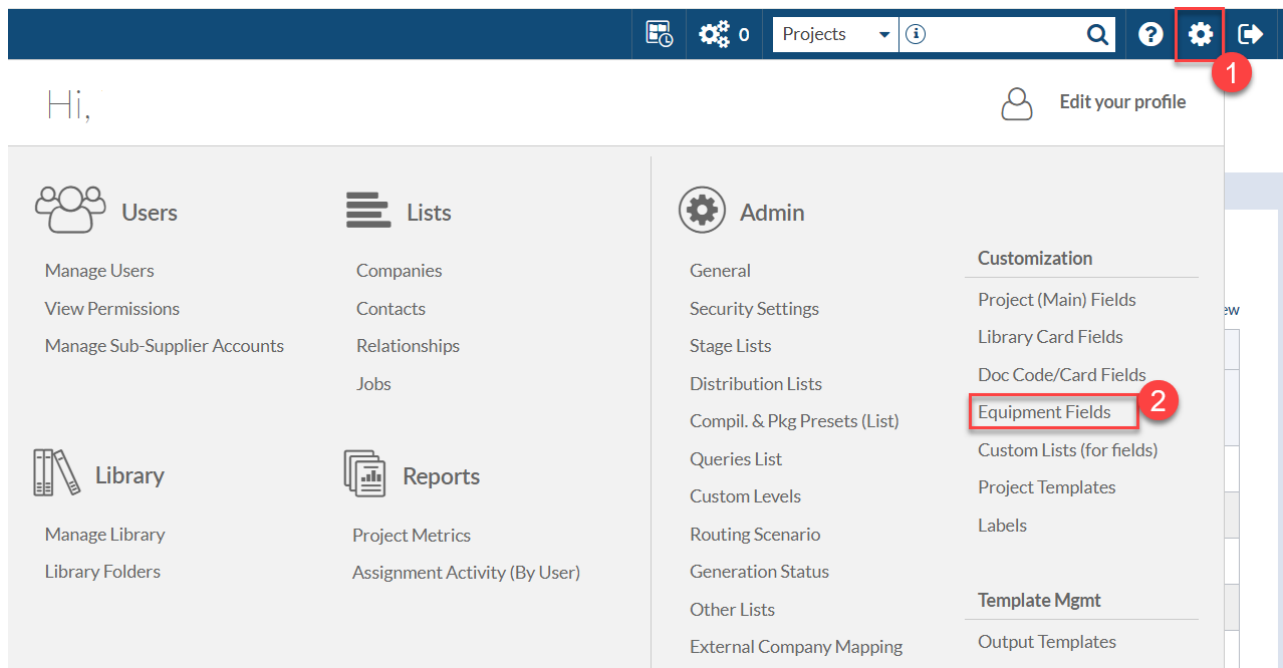 0
Projects
1
Hi,
Edit your profile
Users
Manage Users
View Permissions
Manage Sub-Supplier Accounts
Lists
Companies
Contacts
Relationships
Jobs
Library
Manage Library
Library Folders
Reports
Project Metrics
Assignment Activity (By User)
Admin
General
Security Settings
Stage Lists
Distribution Lists
Compil. & Pkg Presets (List)
Queries List
Custom Levels
Routing Scenario
Generation Status
Other Lists
External Company Mapping
Customization
Project (Main) Fields
Library Card Fields
Doc Code/Card Fields
Equipment Fields
2
Custom Lists (for fields)
Project Templates
Labels
Template Mgmt
Output Templates